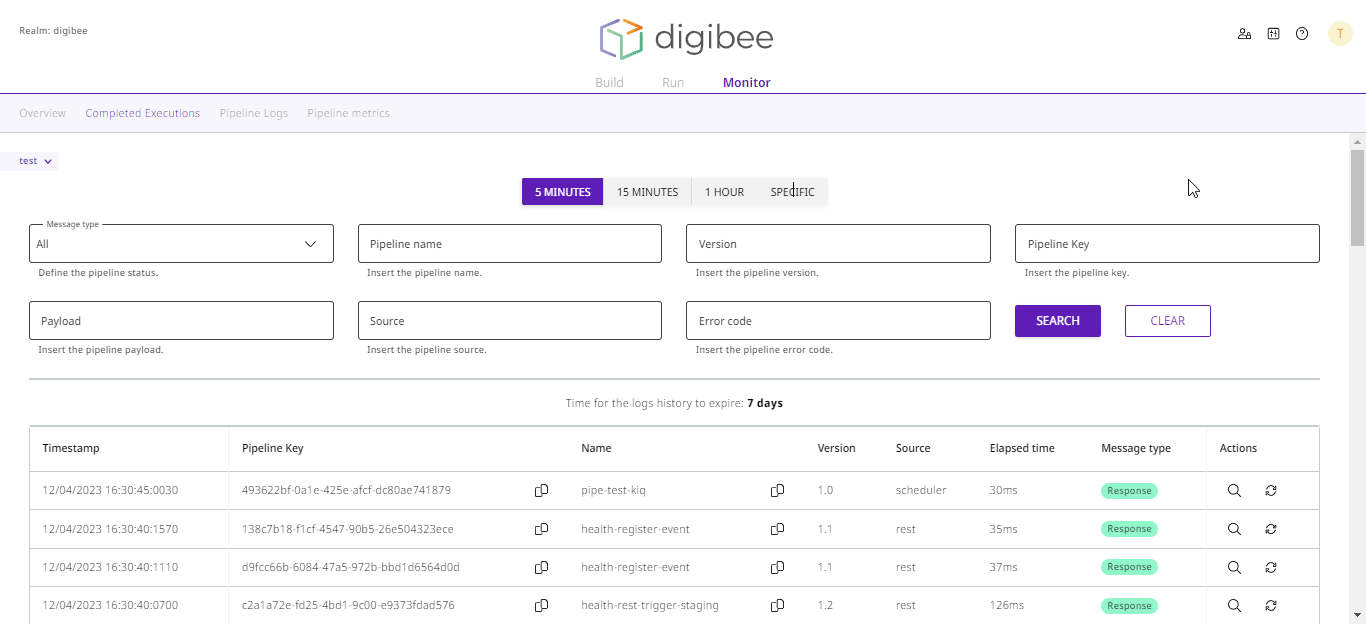 Realm: digibee
digibee
T
Build Run Monitor
Overview Completed Executions Pipeline Logs Pipeline metrics
test
5 MINUTES 15 MINUTES 1 HOUR SPECIFIC
Message type
All Pipeline name Version Pipeline Key
Define the pipeline status. Insert the pipeline name. Insert the pipeline version. Insert the pipeline key.
Payload Source Error code SEARCH CLEAR
Insert the pipeline payload. Insert the pipeline source. Insert the pipeline error code.
Time for the logs history to expire: 7 days
Timestamp Pipeline Key Name Version Source Elapsed time Message type Actions
12/04/2023 16:30:45:0030 493622bf-0a1e-425e-afcf-dc80ae741879 pipe-test-kiq 1.0 scheduler 30ms Response
12/04/2023 16:30:40:1570 138c7b18-f1cf-4547-90b5-26e504323ece health-register-event 1.1 rest 35ms Response
12/04/2023 16:30:40:1110 d9fcc66b-6084-47a5-972b-bbd1d6564d0d health-register-event 1.1 rest 37ms Response
12/04/2023 16:30:40:0700 c2a1a72e-fd25-4bd1-9c00-e9373fdad576 health-rest-trigger-staging 1.2 rest 126ms Response